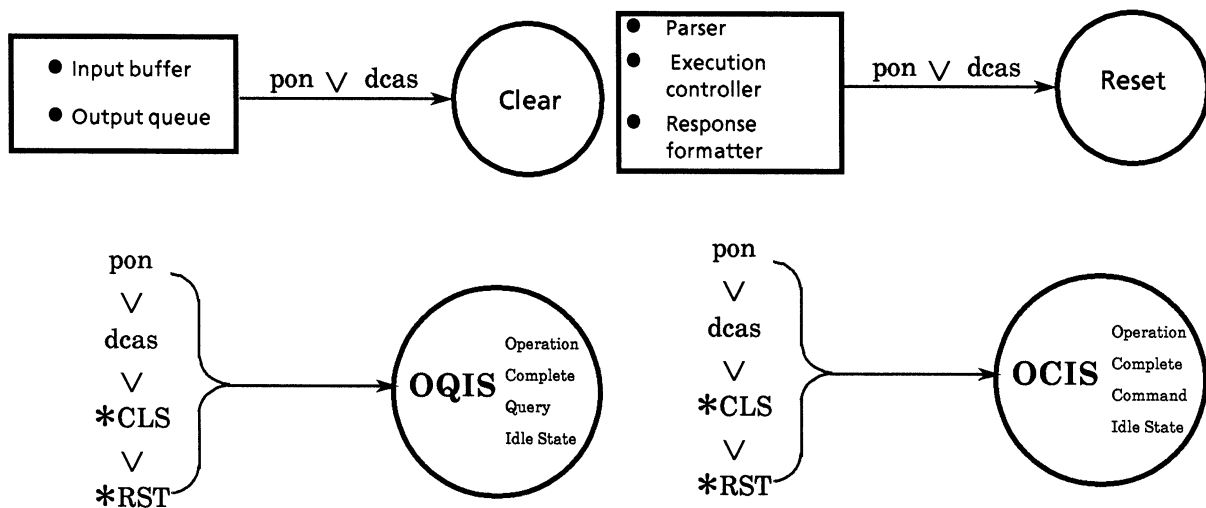 ● Input buffer
● Output queue
pon ∨ dcas
Clear
● Parser
● Execution
controller
● Response
formatter
pon ∨ dcas
Reset
pon
∨
dcas
∨
*CLS
∨
*RST
OQIS
Operation
Complete
Query
Idle State
pon
∨
dcas
∨
*CLS
∨
*RST
OCIS
Operation
Complete
Command
Idle State